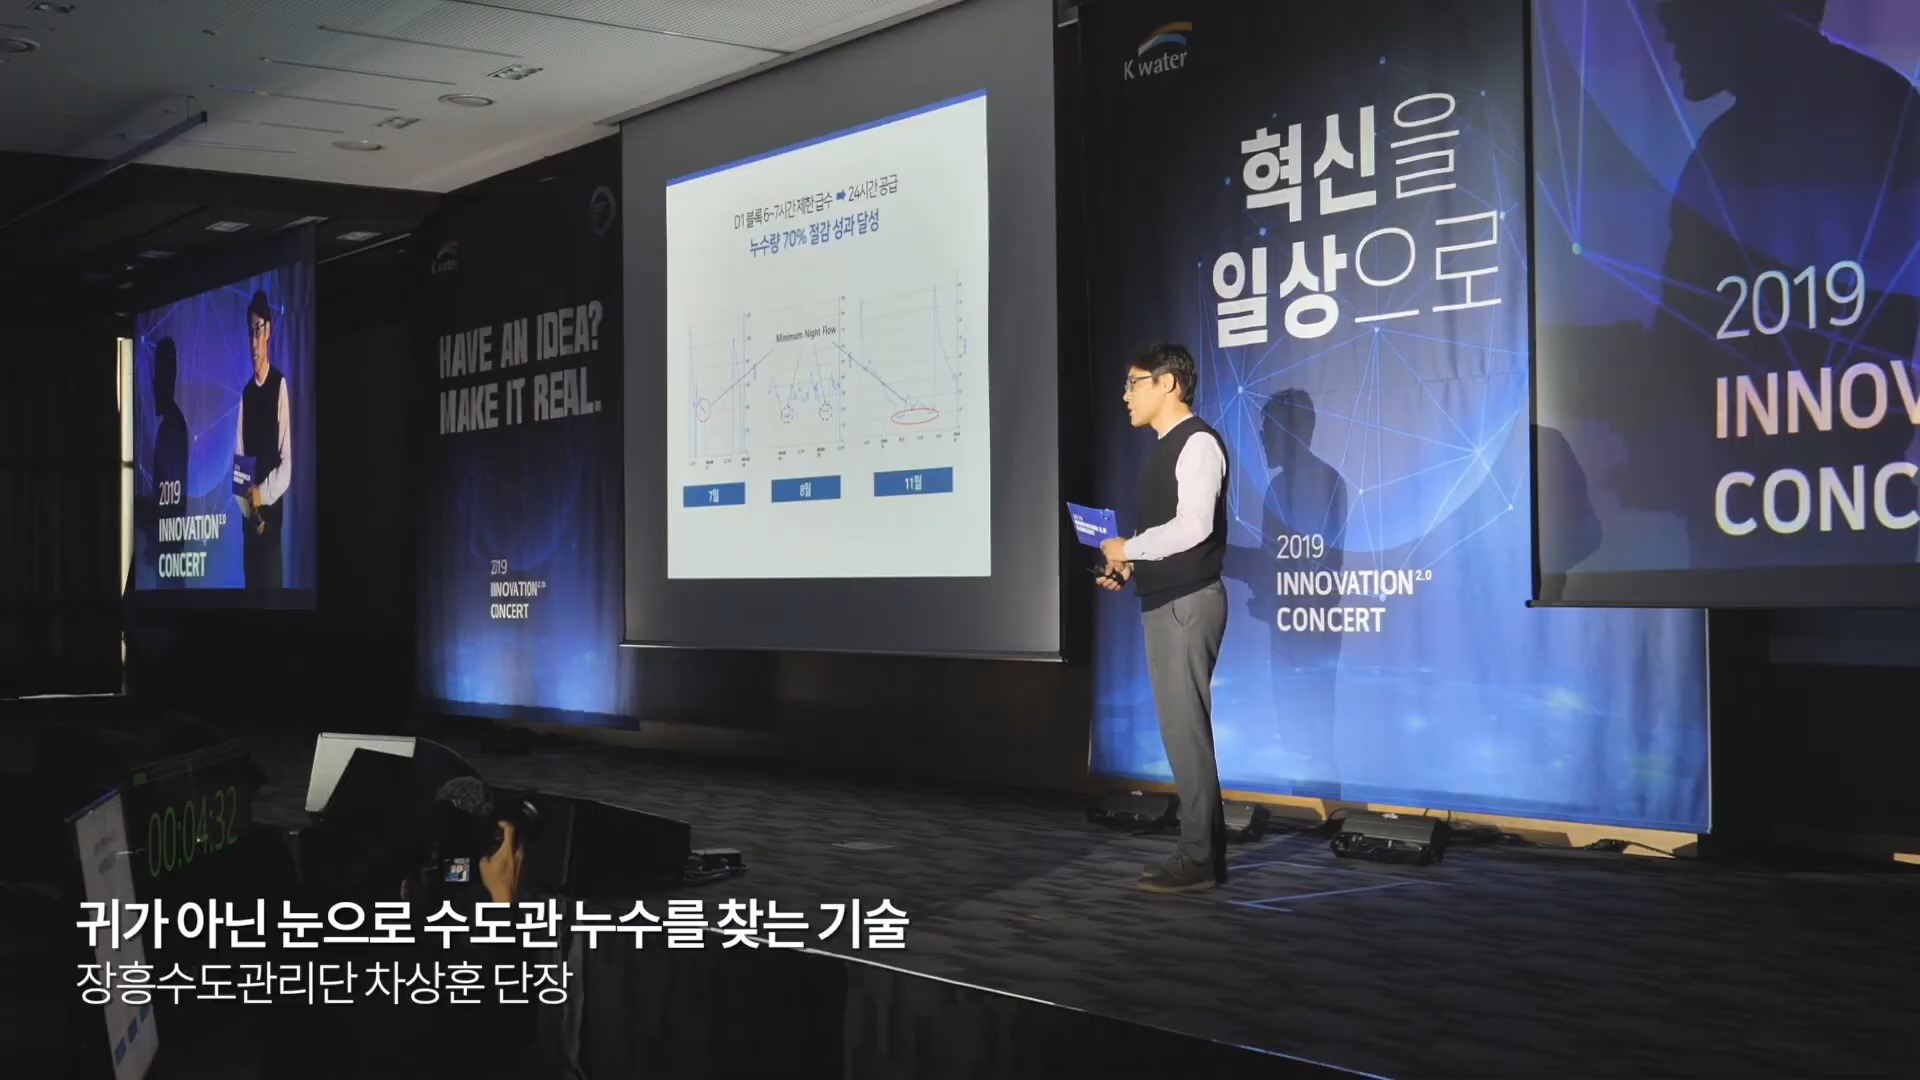 K water
혁신을
일상으로
2019
INNOVATION 2.0
CONCERT
2019
INNOV
CONC
D1 블록 6~7시간 제한급수 ➡ 24시간 공급
누수량 70% 절감 성과 달성
Minimum Night Flow
7월
8월
11월
K water
HAVE AN IDEA?
MAKE IT REAL.
2019
INNOVATION 2.0
CONCERT
2019
INNOVATION 2.0
CONCERT
00:04:32
귀가 아닌 눈으로 수도관 누수를 찾는 기술
장흥수도관리단 차상훈 단장